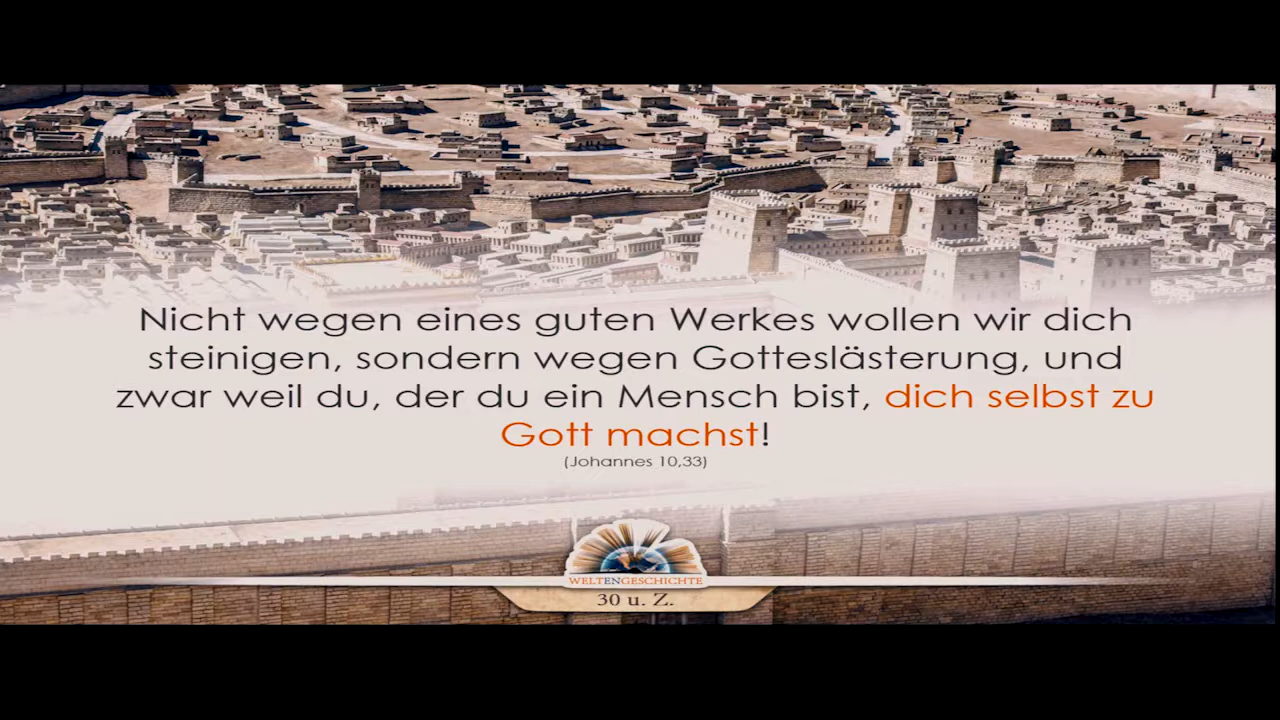 Nicht wegen eines guten Werkes wollen wir dich
steinigen, sondern wegen Gotteslästerung, und
zwar weil du, der du ein Mensch bist, dich selbst zu
Gott machst!
(Johannes 10,33)
WELTENGESCHICHTE
30 u. Z.